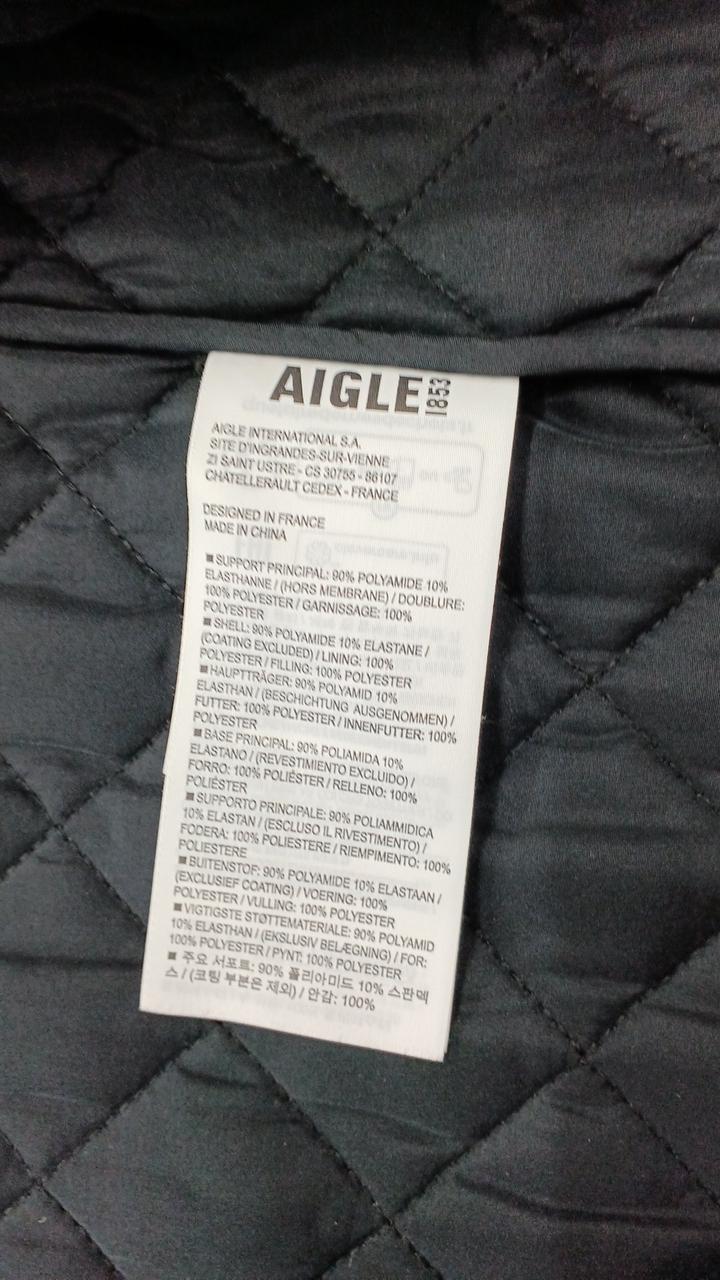 AIGLE 1853
AIGLE INTERNATIONAL S.A.
SITE D'INGRANDES-SUR-VIENNE
ZI SAINT USTRE - CS 30755 - 86107
CHATELLERAULT CEDEX - FRANCE
DESIGNED IN FRANCE
MADE IN CHINA
■ SUPPORT PRINCIPAL: 90% POLYAMIDE 10%
ELASTHANNE / (HORS MEMBRANE) / DOUBLURE:
100% POLYESTER / GARNISSAGE: 100%
POLYESTER
■ SHELL: 90% POLYAMIDE 10% ELASTANE /
(COATING EXCLUDED) / LINING: 100%
POLYESTER / FILLING: 100% POLYESTER
■ HAUPTTRÄGER: 90% POLYAMID 10%
ELASTHAN / (BESCHICHTUNG AUSGENOMMEN) /
FUTTER: 100% POLYESTER / INNENFUTTER: 100%
POLYESTER
■ BASE PRINCIPAL: 90% POLIAMIDA 10%
ELASTANO / (REVESTIMIENTO EXCLUIDO) /
FORRO: 100% POLIÉSTER / RELLENO: 100%
POLIÉSTER
■ SUPPORTO PRINCIPALE: 90% POLIAMMIDICA
10% ELASTAN / (ESCLUSO IL RIVESTIMENTO) /
FODERA: 100% POLIESTERE / RIEMPIMENTO: 100%
POLIESTERE
■ BUITENSTOF: 90% POLYAMIDE 10% ELASTAAN /
(EXCLUSIEF COATING) / VOERING: 100%
POLYESTER / VULLING: 100% POLYESTER
■ VIGTIGSTE STØTTEMATERIALE: 90% POLYAMID
10% ELASTHAN / (EKSLUSIV BELÆGNING) / FOR:
100% POLYESTER / PYNT: 100% POLYESTER
■ 주요 서포트: 90% 폴리아미드 10% 스판덱
스 / (코팅 부분은 제외) / 안감: 100%